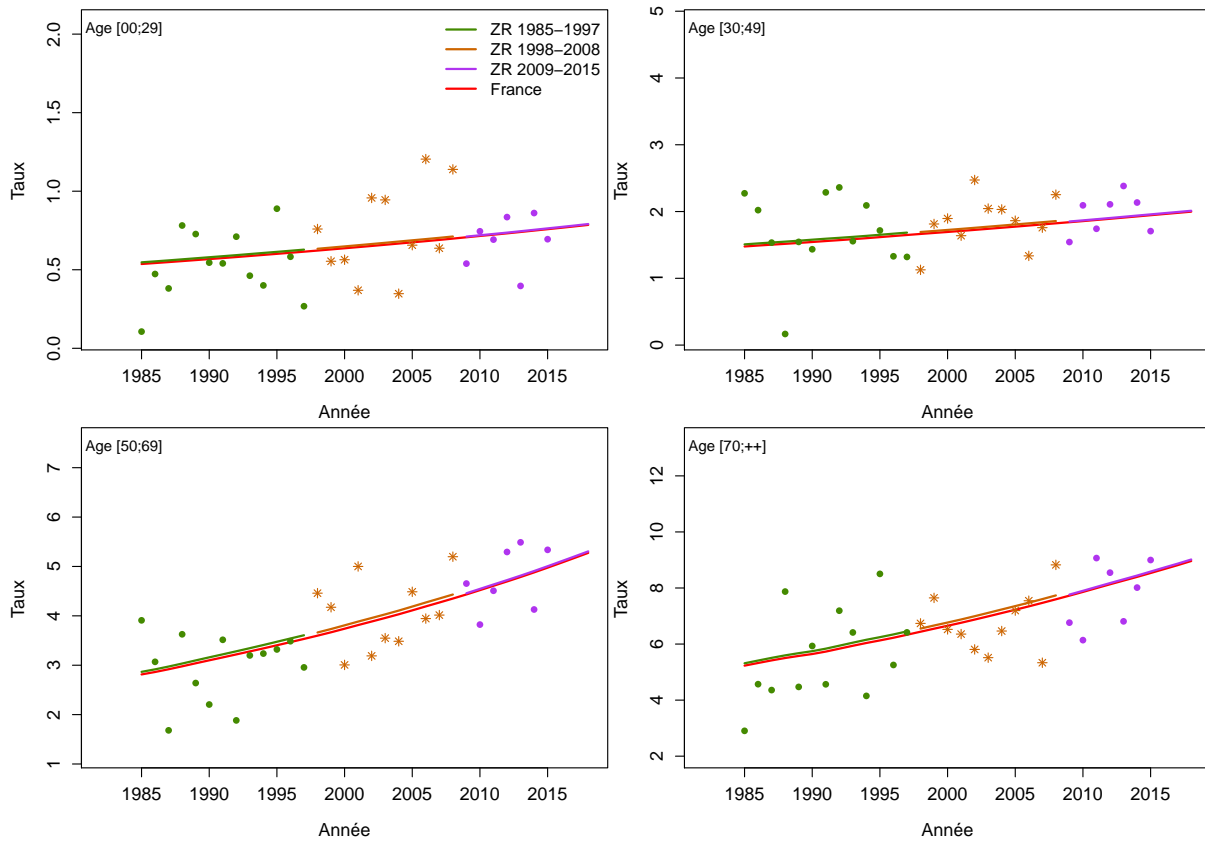 Age [00;29]
ZR 1985−1997
ZR 1998−2008
ZR 2009−2015
France
Taux
0.0 0.5 1.0 1.5 2.0
1985 1990 1995 2000 2005 2010 2015
Année
Age [30;49]
Taux
0 1 2 3 4 5
1985 1990 1995 2000 2005 2010 2015
Année
Age [50;69]
Taux
1 2 3 4 5 6 7
1985 1990 1995 2000 2005 2010 2015
Année
Age [70;++]
Taux
2 4 6 8 10 12
1985 1990 1995 2000 2005 2010 2015
Année